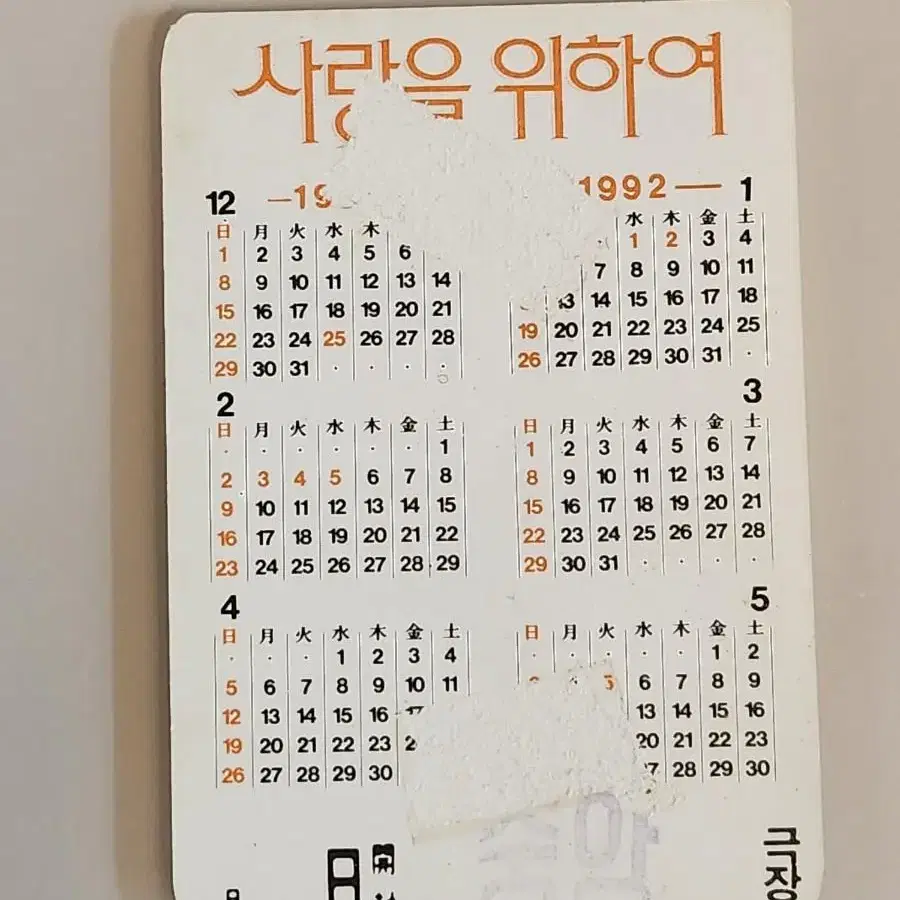 사랑을 위하여
12 —19
日 月 火 水 木
1 2 3 4 5 6
8 9 10 11 12 13 14
15 16 17 18 19 20 21
22 23 24 25 26 27 28
29 30 31 · · · ·
1992— 1
水 木 金 土
1 2 3 4
7 8 9 10 11
13 14 15 16 17 18
19 20 21 22 23 24 25
26 27 28 29 30 31 ·
2
日 月 火 水 木 金 土
· · · · · · 1
2 3 4 5 6 7 8
9 10 11 12 13 14 15
16 17 18 19 20 21 22
23 24 25 26 27 28 29
3
日 月 火 水 木 金 土
1 2 3 4 5 6 7
8 9 10 11 12 13 14
15 16 17 18 19 20 21
22 23 24 25 26 27 28
29 30 31 · · · ·
4
日 月 火 水 木 金 土
· · · 1 2 3 4
5 6 7 8 9 10 11
12 13 14 15 16 17
19 20 21 22 23 2
26 27 28 29 30
5
日 月 火 水 木 金 土
· · · · · 1 2
5 6 7 8 9
13 14 15 16
20 21 22 23
27 28 29 30